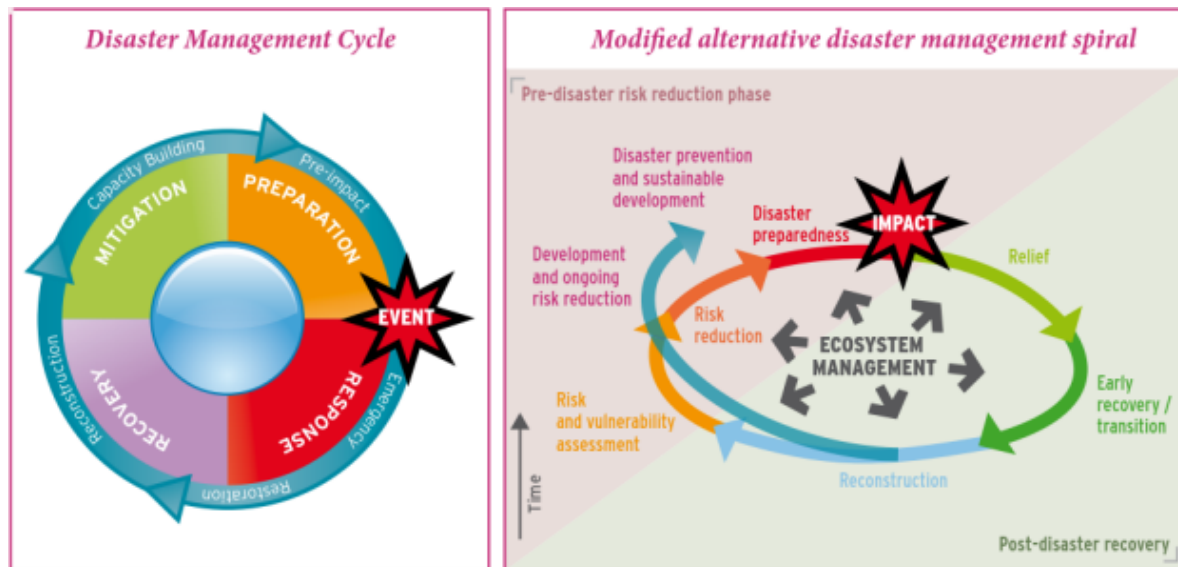 Disaster Management Cycle
Capacity Building
Pre-impact
MITIGATION
PREPARATION
EVENT
Reconstruction
RECOVERY
RESPONSE
Emergency
Restoration
Modified alternative disaster management spiral
Pre-disaster risk reduction phase
Disaster prevention
and sustainable
development
Disaster
preparedness
IMPACT
Relief
Development
and ongoing
risk reduction
Risk
reduction
ECOSYSTEM
MANAGEMENT
Early
recovery /
transition
Risk
and vulnerability
assessment
Reconstruction
Time
Post-disaster recovery